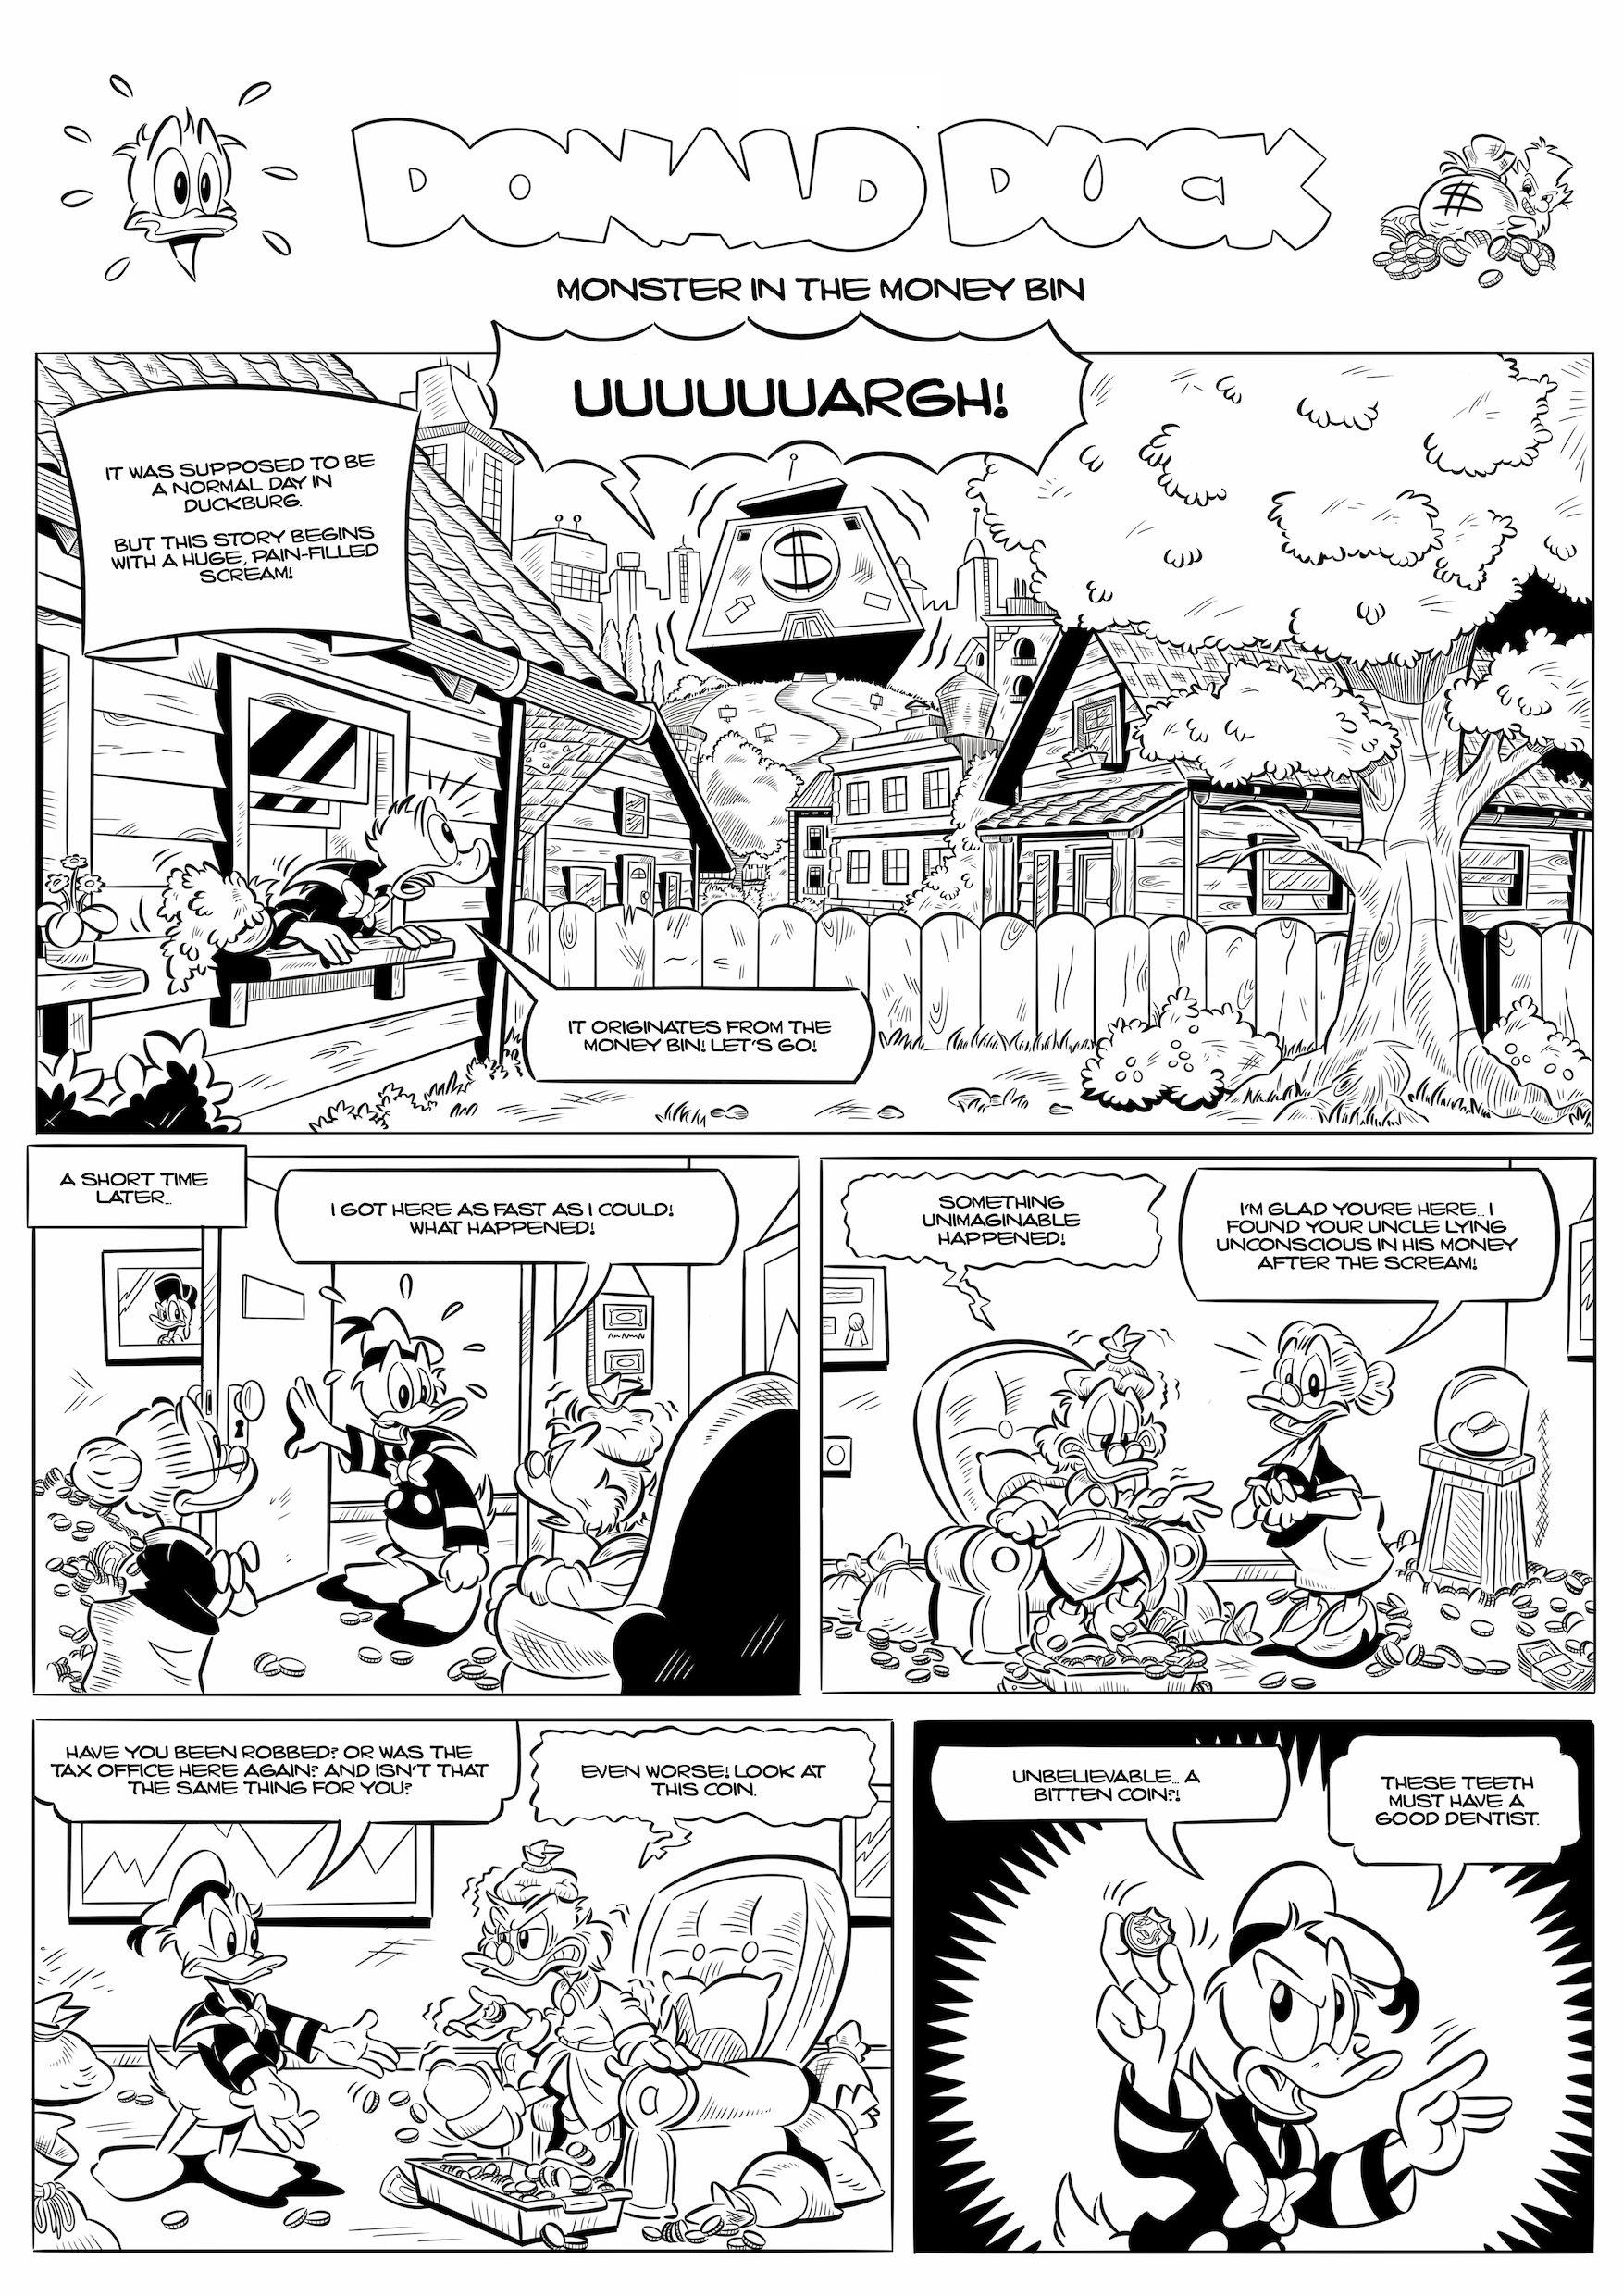 DONALD DUCK
MONSTER IN THE MONEY BIN
UUUUUUARGH!
IT WAS SUPPOSED TO BE
A NORMAL DAY IN
DUCKBURG.
BUT THIS STORY BEGINS
WITH A HUGE, PAIN-FILLED
SCREAM!
$
$
IT ORIGINATES FROM THE
MONEY BIN! LET'S GO!
A SHORT TIME
LATER...
I GOT HERE AS FAST AS I COULD!
WHAT HAPPENED!
SOMETHING
UNIMAGINABLE
HAPPENED!
I'M GLAD YOU'RE HERE... I
FOUND YOUR UNCLE LYING
UNCONSCIOUS IN HIS MONEY
AFTER THE SCREAM!
HAVE YOU BEEN ROBBED? OR WAS THE
TAX OFFICE HERE AGAIN? AND ISN'T THAT
THE SAME THING FOR YOU?
EVEN WORSE! LOOK AT
THIS COIN.
UNBELIEVABLE... A
BITTEN COIN?!
THESE TEETH
MUST HAVE A
GOOD DENTIST.